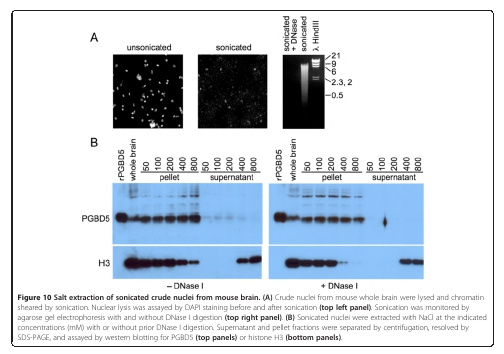 A
unsonicated
sonicated
sonicated + DNase
sonicated
λ HindIII
21
9
6
2.3, 2
0.5
B
rPGBD5
whole brain
50
100
200
400
800
50
100
200
400
800
pellet
supernatant
rPGBD5
whole brain
50
100
200
400
800
50
100
200
400
800
pellet
supernatant
PGBD5
H3
– DNase I
+ DNase I
Figure 10 Salt extraction of sonicated crude nuclei from mouse brain. (A) Crude nuclei from mouse whole brain were lysed and chromatin
sheared by sonication. Nuclear lysis was assayed by DAPI staining before and after sonication (top left panel). Sonication was monitored by
agarose gel electrophoresis with and without DNase I digestion (top right panel). (B) Sonicated nuclei were extracted with NaCl at the indicated
concentrations (mM) with or without prior DNase I digestion. Supernatant and pellet fractions were separated by centrifugation, resolved by
SDS-PAGE, and assayed by western blotting for PGBD5 (top panels) or histone H3 (bottom panels).